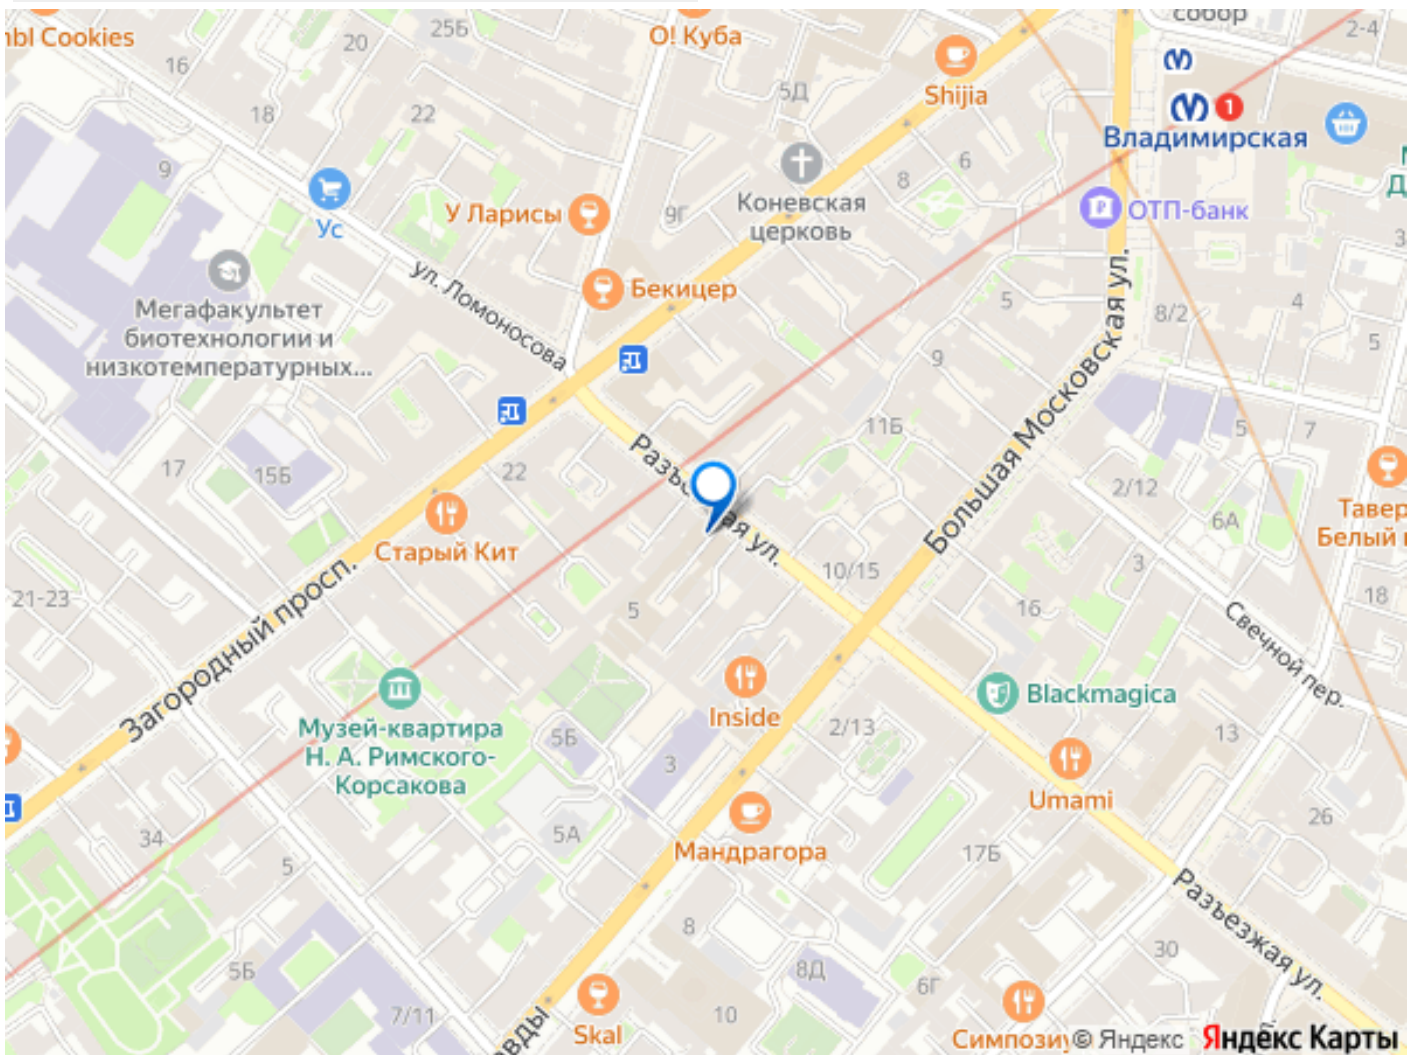 nbl Cookies
20
25б
О! Куба
собор
2-4
16
18
22
5Д
Shijia
1
Владимирская
9
Ус
У Ларисы
9Г
Коневская
церковь
8
6
ОТП-банк
Мегафакультет
биотехнологии и
низкотемпературных...
ул. Ломоносова
Бекицер
5
8/2
4
3
5
9
11Б
Большая Московская ул.
5
7
17
15Б
22
Разъезжая ул.
2/12
6А
Старый Кит
Загородный просп.
21-23
5
10/15
16
3
18
Свечной пер.
Музей-квартира
Н. А. Римского-
Корсакова
Inside
Blackmagica
5Б
3
2/13
13
Umami
26
34
5
5А
Мандрагора
17Б
Разъезжая ул.
30
5Б
7/11
8
8Д
6Г
10
Skal
© Яндекс
Яндекс Карты